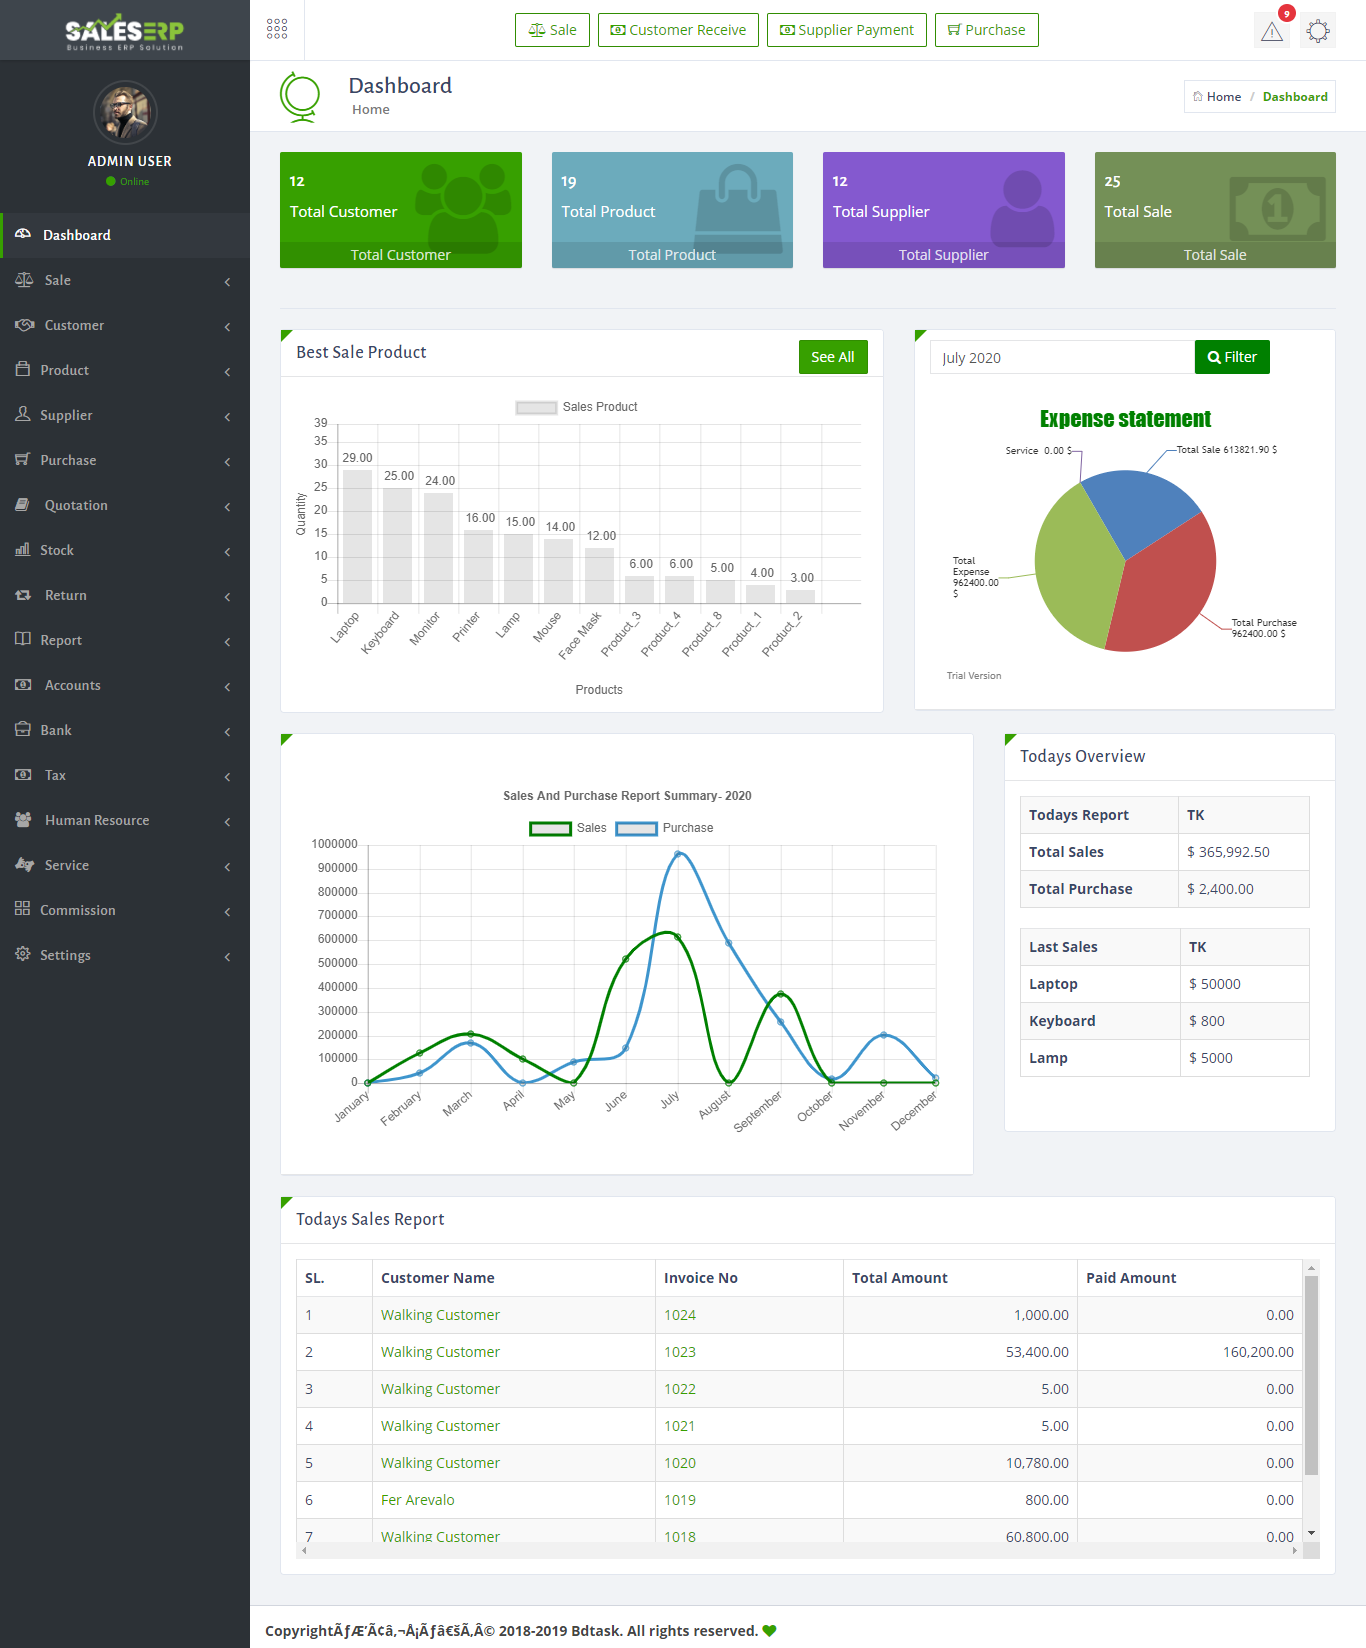 SALESERP
Business ERP Solution
Sale
Customer Receive
Supplier Payment
Purchase
9
ADMIN USER
Online
Dashboard
Home
Home / Dashboard
Dashboard
Sale
Customer
Product
Supplier
Purchase
Quotation
Stock
Return
Report
Accounts
Bank
Tax
Human Resource
Service
Commission
Settings
12
Total Customer
Total Customer
19
Total Product
Total Product
12
Total Supplier
Total Supplier
25
Total Sale
1
Total Sale
Best Sale Product
See All
Sales Product
39
35
30
25
20
15
10
5
0
Quantity
29.00
25.00
24.00
16.00
15.00
14.00
12.00
6.00
6.00
5.00
4.00
3.00
Laptop
Keyboard
Monitor
Printer
Lamp
Mouse
Face Mask
Product_3
Product_4
Product_8
Product_1
Product_2
Products
July 2020
Filter
Expense statement
Service 0.00 $
Total Sale 613821.90 $
Total
Expense
962400.00
$
Total Purchase
962400.00 $
Trial Version
Sales And Purchase Report Summary- 2020
Sales
Purchase
1000000
900000
800000
700000
600000
500000
400000
300000
200000
100000
0
January
February
March
April
May
June
July
August
September
October
November
December
Todays Overview
Todays Report TK
Total Sales $ 365,992.50
Total Purchase $ 2,400.00
Last Sales TK
Laptop $ 50000
Keyboard $ 800
Lamp $ 5000
Todays Sales Report
SL. Customer Name Invoice No Total Amount Paid Amount
1 Walking Customer 1024 1,000.00 0.00
2 Walking Customer 1023 53,400.00 160,200.00
3 Walking Customer 1022 5.00 0.00
4 Walking Customer 1021 5.00 0.00
5 Walking Customer 1020 10,780.00 0.00
6 Fer Arevalo 1019 800.00 0.00
7 Walking Customer 1018 60,800.00 0.00
CopyrightÃƒÆ’Ã¢â‚¬Å¡Ãƒâ€šÃ‚Â© 2018-2019 Bdtask. All rights reserved.